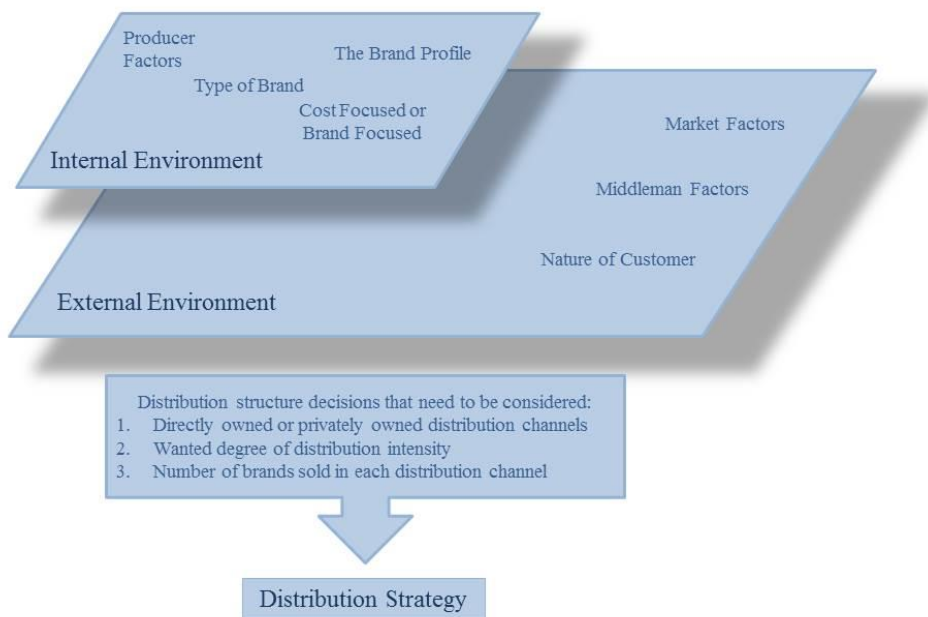 Producer
Factors
The Brand Profile
Type of Brand
Cost Focused or
Brand Focused
Internal Environment
Market Factors
Middleman Factors
Nature of Customer
External Environment
Distribution structure decisions that need to be considered:
1. Directly owned or privately owned distribution channels
2. Wanted degree of distribution intensity
3. Number of brands sold in each distribution channel
Distribution Strategy